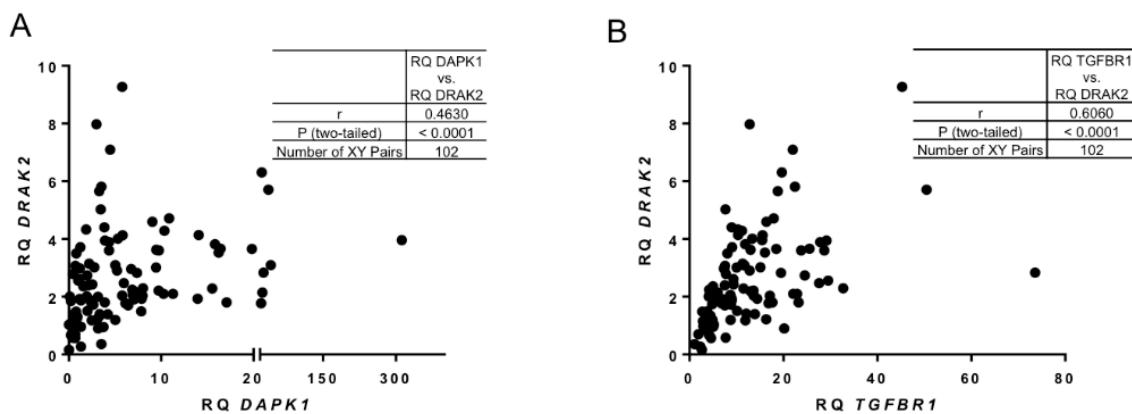 A
RQ DAPK1
vs.
RQ DRAK2
r 0.4630
P (two-tailed) < 0.0001
Number of XY Pairs 102
RQ DRAK2
10
8
6
4
2
0
0 10 20 150 300
RQ DAPK1
B
RQ TGFBR1
vs.
RQ DRAK2
r 0.6060
P (two-tailed) < 0.0001
Number of XY Pairs 102
RQ DRAK2
10
8
6
4
2
0
0 20 40 60 80
RQ TGFBR1